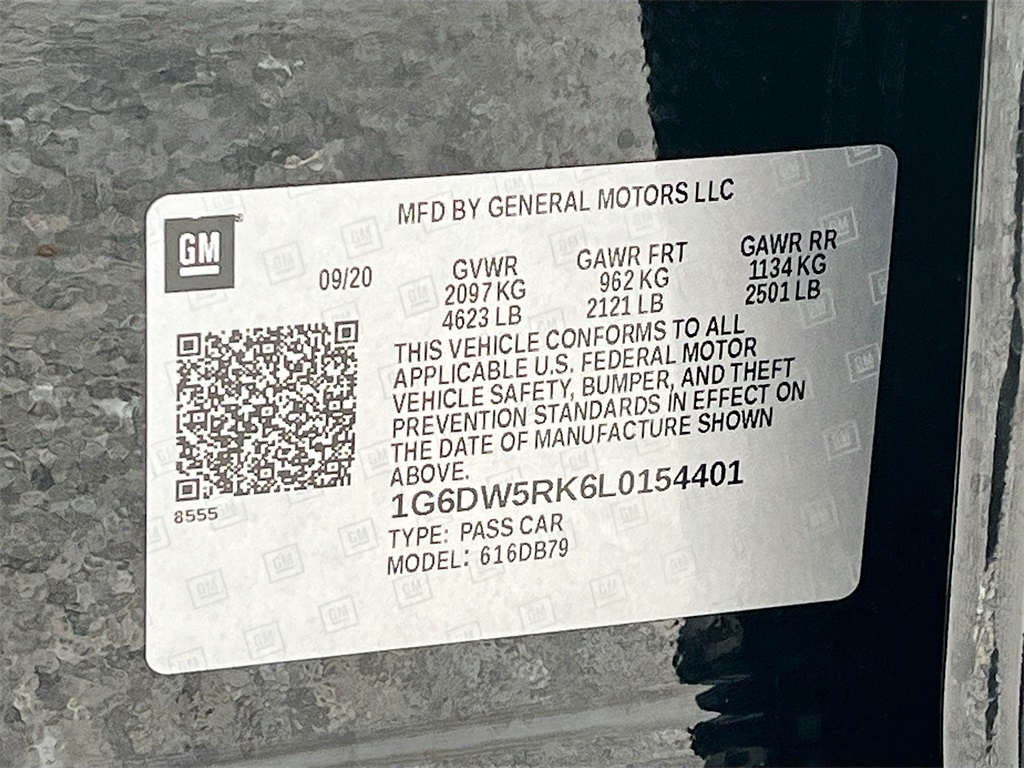 MFD BY GENERAL MOTORS LLC
GM
09/20
GVWR
2097 KG
4623 LB
GAWR FRT
962 KG
2121 LB
GAWR RR
1134 KG
2501 LB
THIS VEHICLE CONFORMS TO ALL
APPLICABLE U.S. FEDERAL MOTOR
VEHICLE SAFETY, BUMPER, AND THEFT
PREVENTION STANDARDS IN EFFECT ON
THE DATE OF MANUFACTURE SHOWN
ABOVE.
8555
1G6DW5RK6L0154401
TYPE: PASS CAR
MODEL: 616DB79